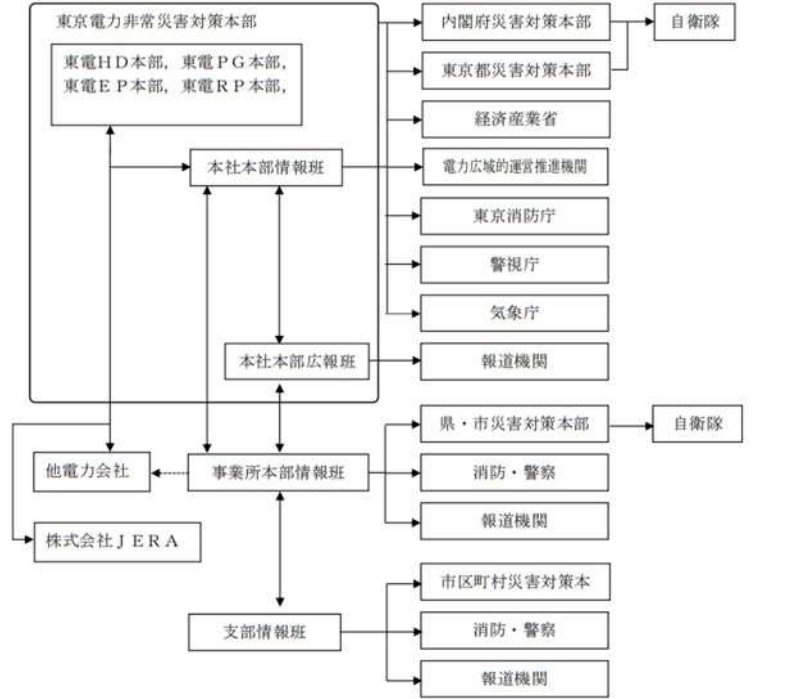 東京電力非常災害対策本部
東電ＨＤ本部，東電ＰＧ本部，
東電ＥＰ本部，東電ＲＰ本部，
本社本部情報班
本社本部広報班
内閣府災害対策本部
自衛隊
東京都災害対策本部
経済産業省
電力広域的運営推進機関
東京消防庁
警視庁
気象庁
報道機関
他電力会社
株式会社ＪＥＲＡ
事業所本部情報班
県・市災害対策本部
自衛隊
消防・警察
報道機関
支部情報班
市区町村災害対策本
消防・警察
報道機関